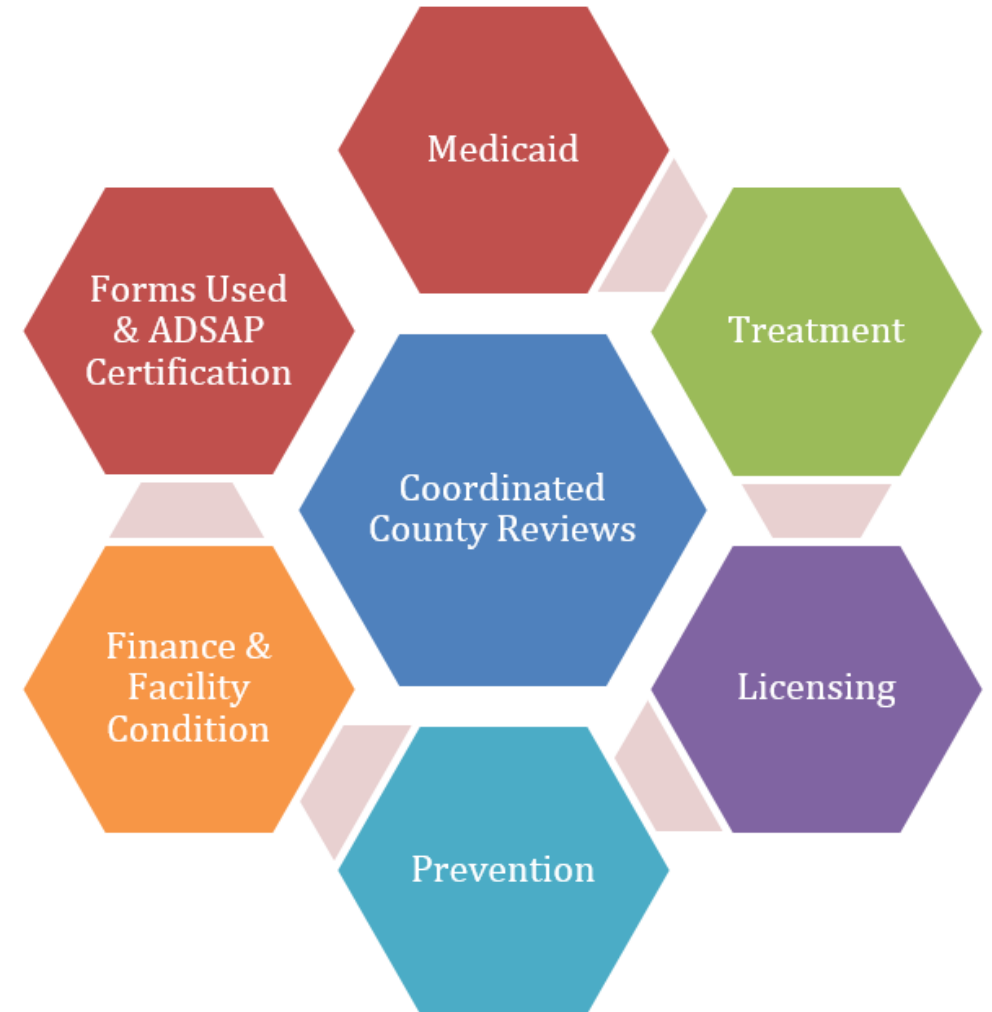 Medicaid
Forms Used
& ADSAP
Certification
Treatment
Coordinated
County Reviews
Finance &
Facility
Condition
Licensing
Prevention